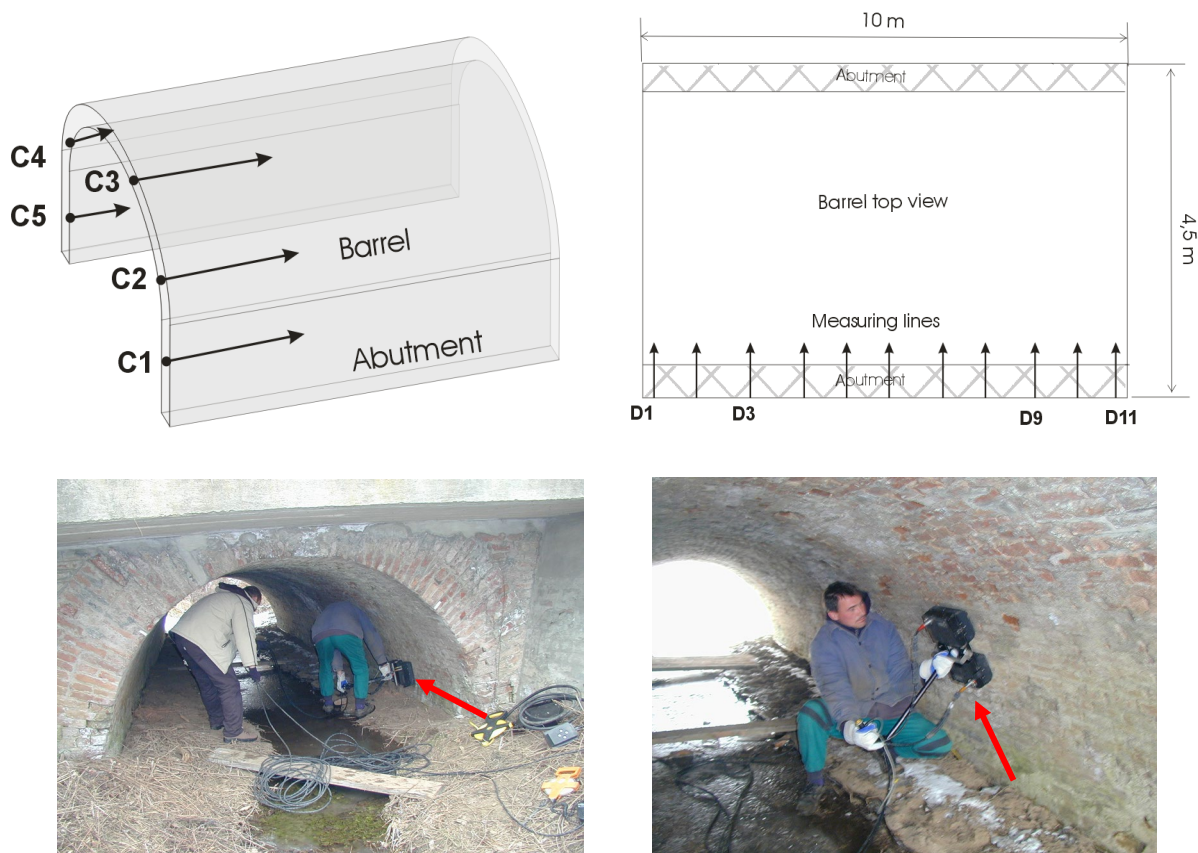 C4
C3
C5
C2
C1
Barrel
Abutment
10 m
Abutment
Barrel top view
4,5 m
Measuring lines
Abutment
D1
D3
D9
D11